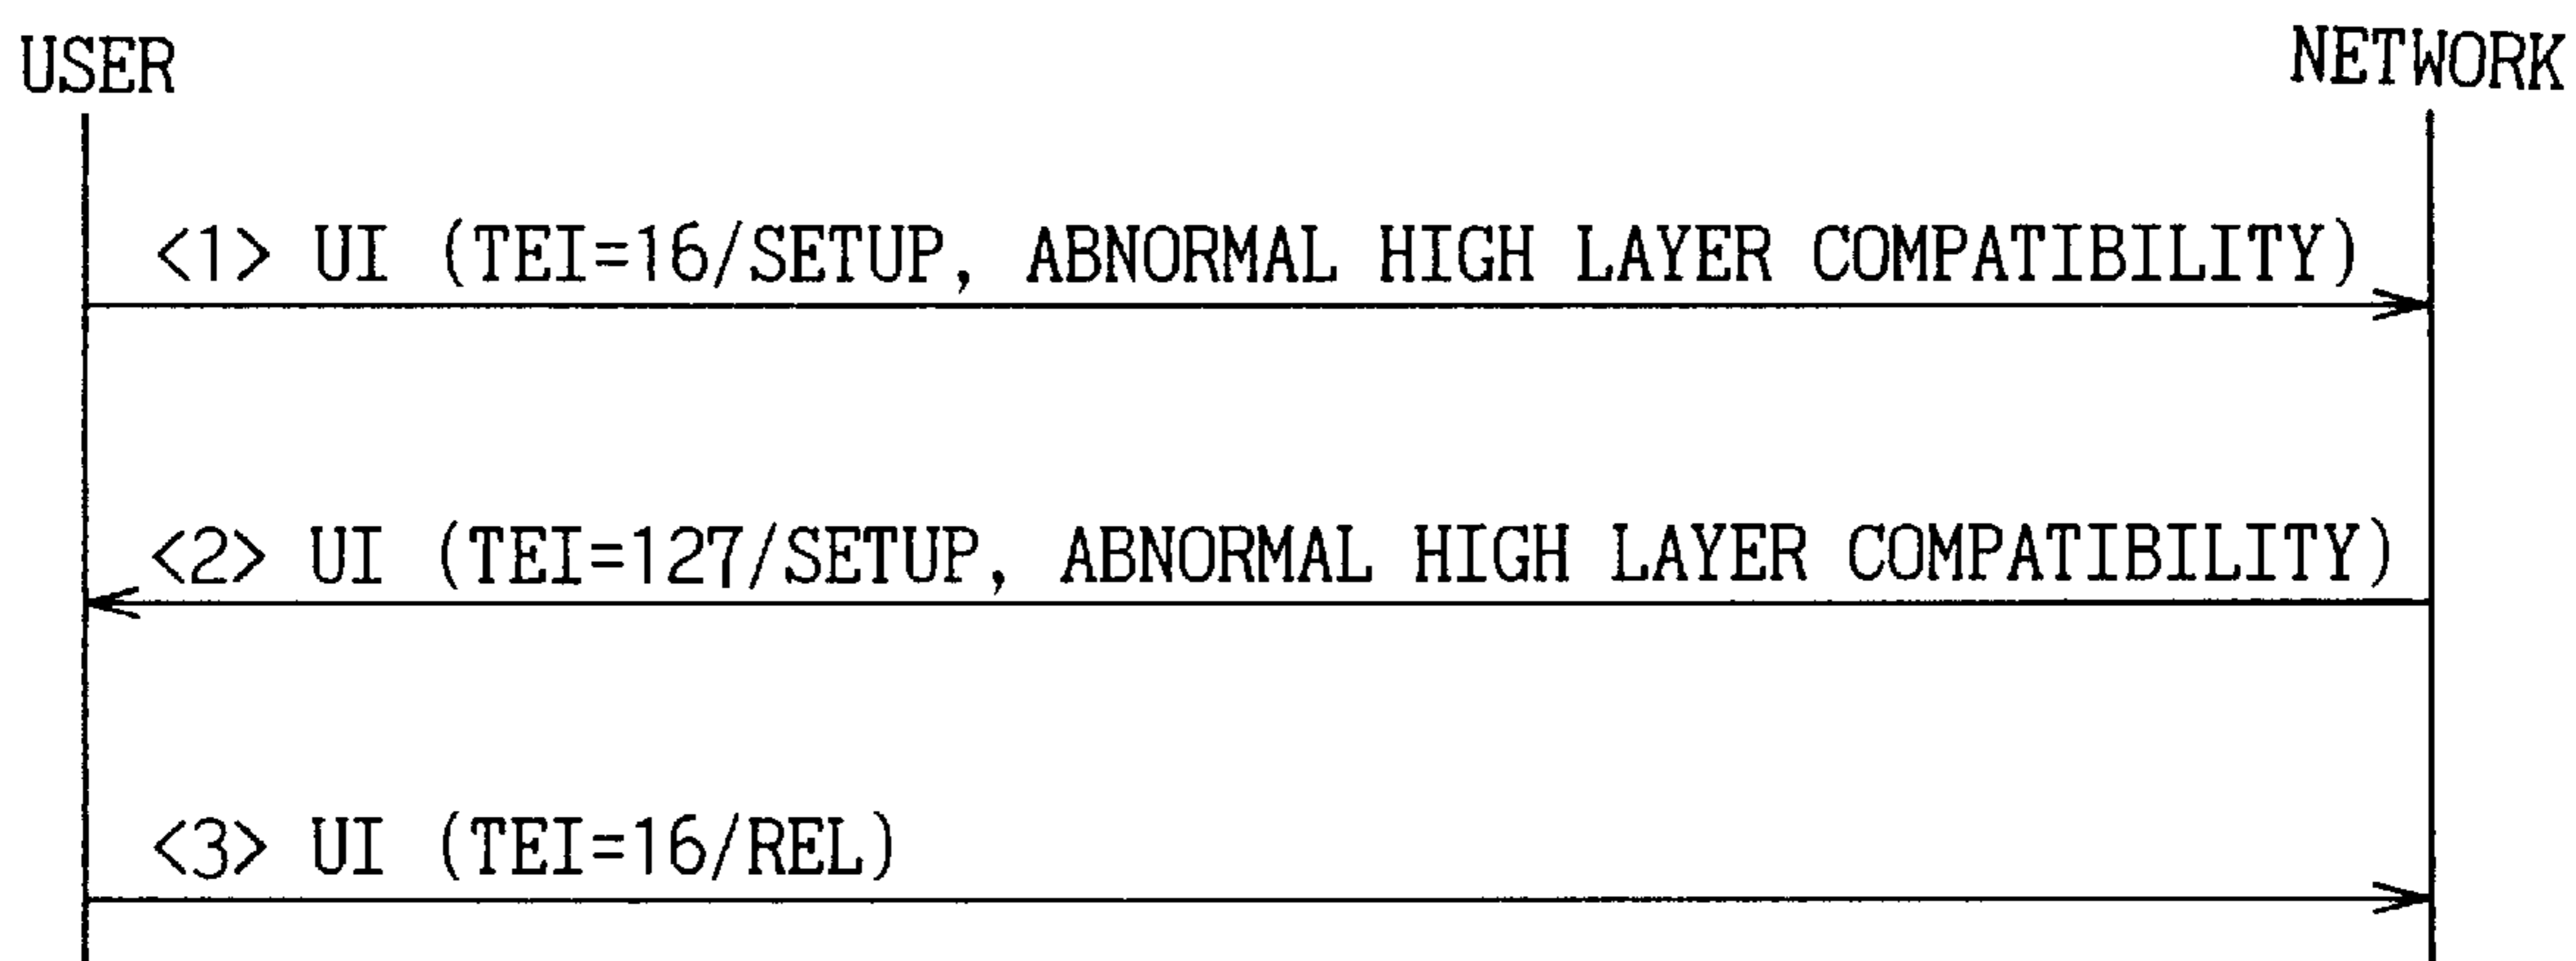 USER
NETWORK
<1> UI (TEI=16/SETUP, ABNORMAL HIGH LAYER COMPATIBILITY)
<2> UI (TEI=127/SETUP, ABNORMAL HIGH LAYER COMPATIBILITY)
<3> UI (TEI=16/REL)